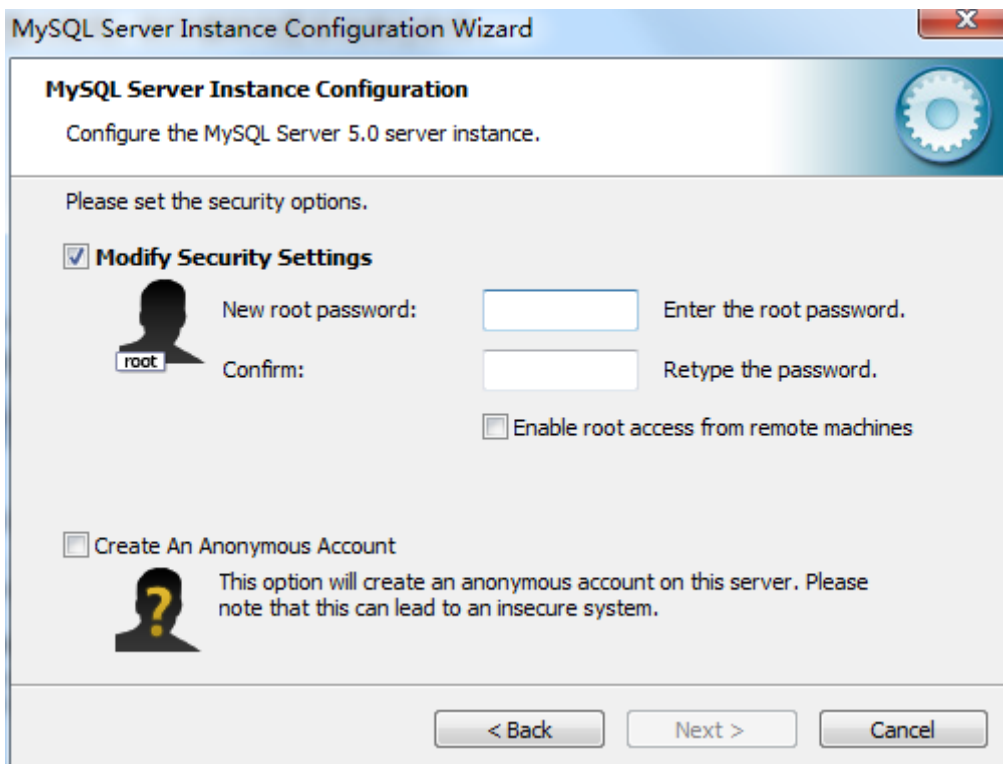 MySQL Server Instance Configuration Wizard
X
MySQL Server Instance Configuration
Configure the MySQL Server 5.0 server instance.
Please set the security options.
Modify Security Settings
New root password: Enter the root password.
root
Confirm: Retype the password.
Enable root access from remote machines
Create An Anonymous Account
This option will create an anonymous account on this server. Please
note that this can lead to an insecure system.
?
< Back Next > Cancel